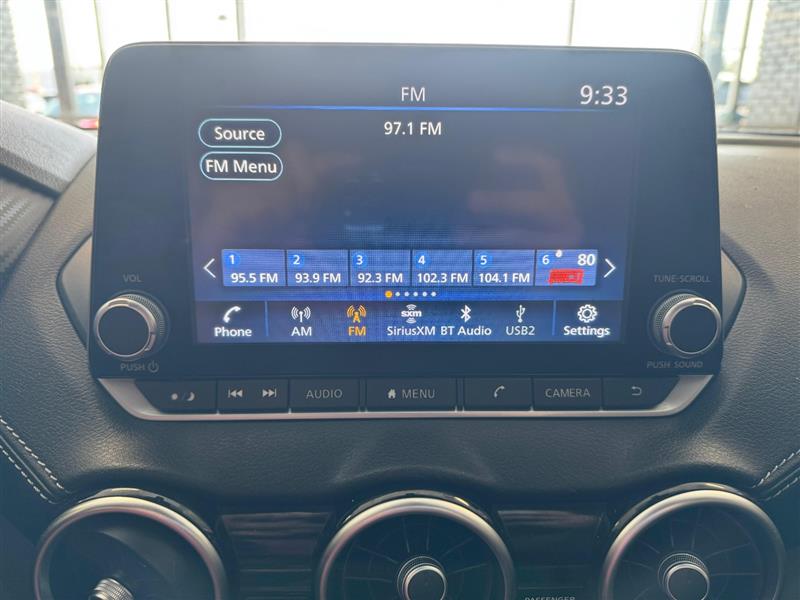 FM 9:33
Source 97.1 FM
FM Menu
1 2 3 4 5 6 80
95.5 FM 93.9 FM 92.3 FM 102.3 FM 104.1 FM
Phone AM FM SiriusXM BT Audio USB2 Settings
sxm
VOL TUNE·SCROLL
PUSH PUSH SOUND
AUDIO MENU CAMERA
PASSENGER